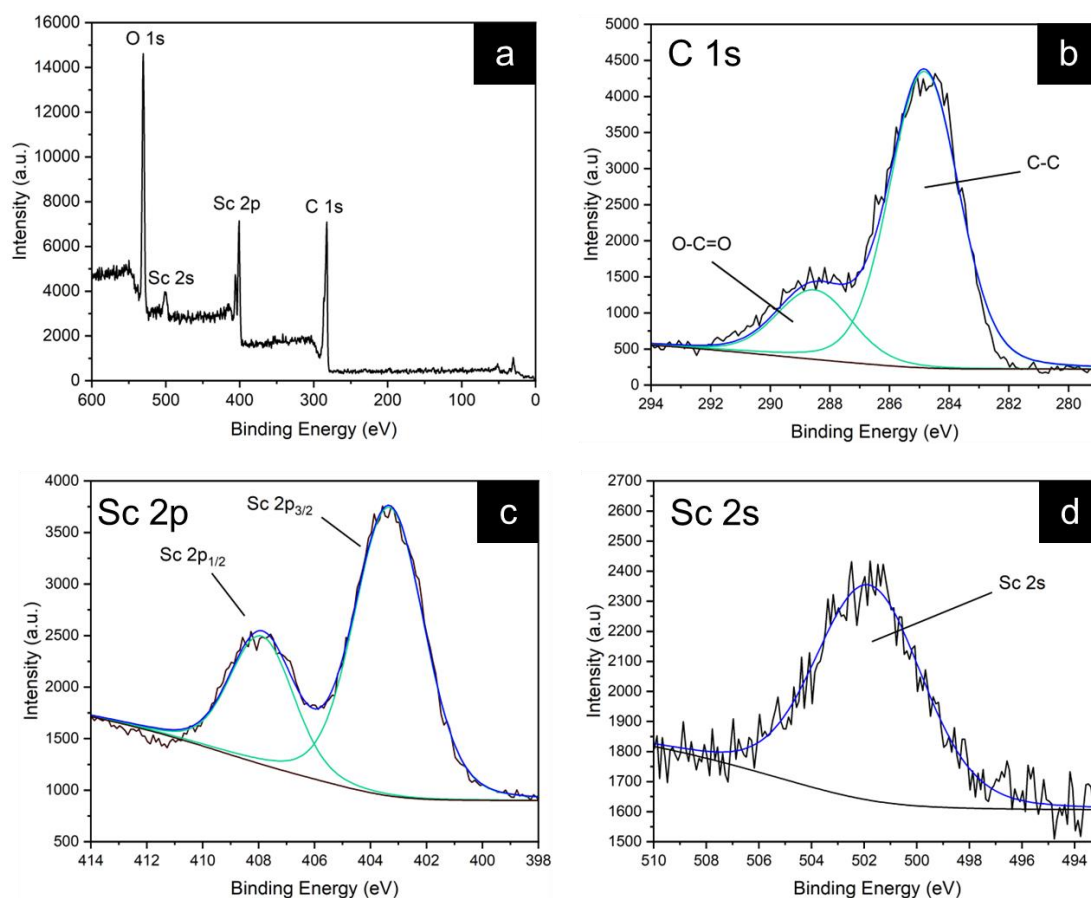 a
16000
14000
12000
10000
8000
6000
4000
2000
0
O 1s
Sc 2s
Sc 2p
C 1s
600 500 400 300 200 100 0
Intensity (a.u.)
Binding Energy (eV)
b
C 1s
5000
4500
4000
3500
3000
2500
2000
1500
1000
500
0
C-C
O-C=O
294 292 290 288 286 284 282 280
Intensity (a.u)
Binding Energy (eV)
c
Sc 2p
4000
3500
3000
2500
2000
1500
1000
500
Sc 2p3/2
Sc 2p1/2
414 412 410 408 406 404 402 400 398
Intensity (a.u.)
Binding Energy (eV)
d
Sc 2s
2700
2600
2500
2400
2300
2200
2100
2000
1900
1800
1700
1600
1500
Sc 2s
510 508 506 504 502 500 498 496 494
Intensity (a.u)
Binding Energy (eV)